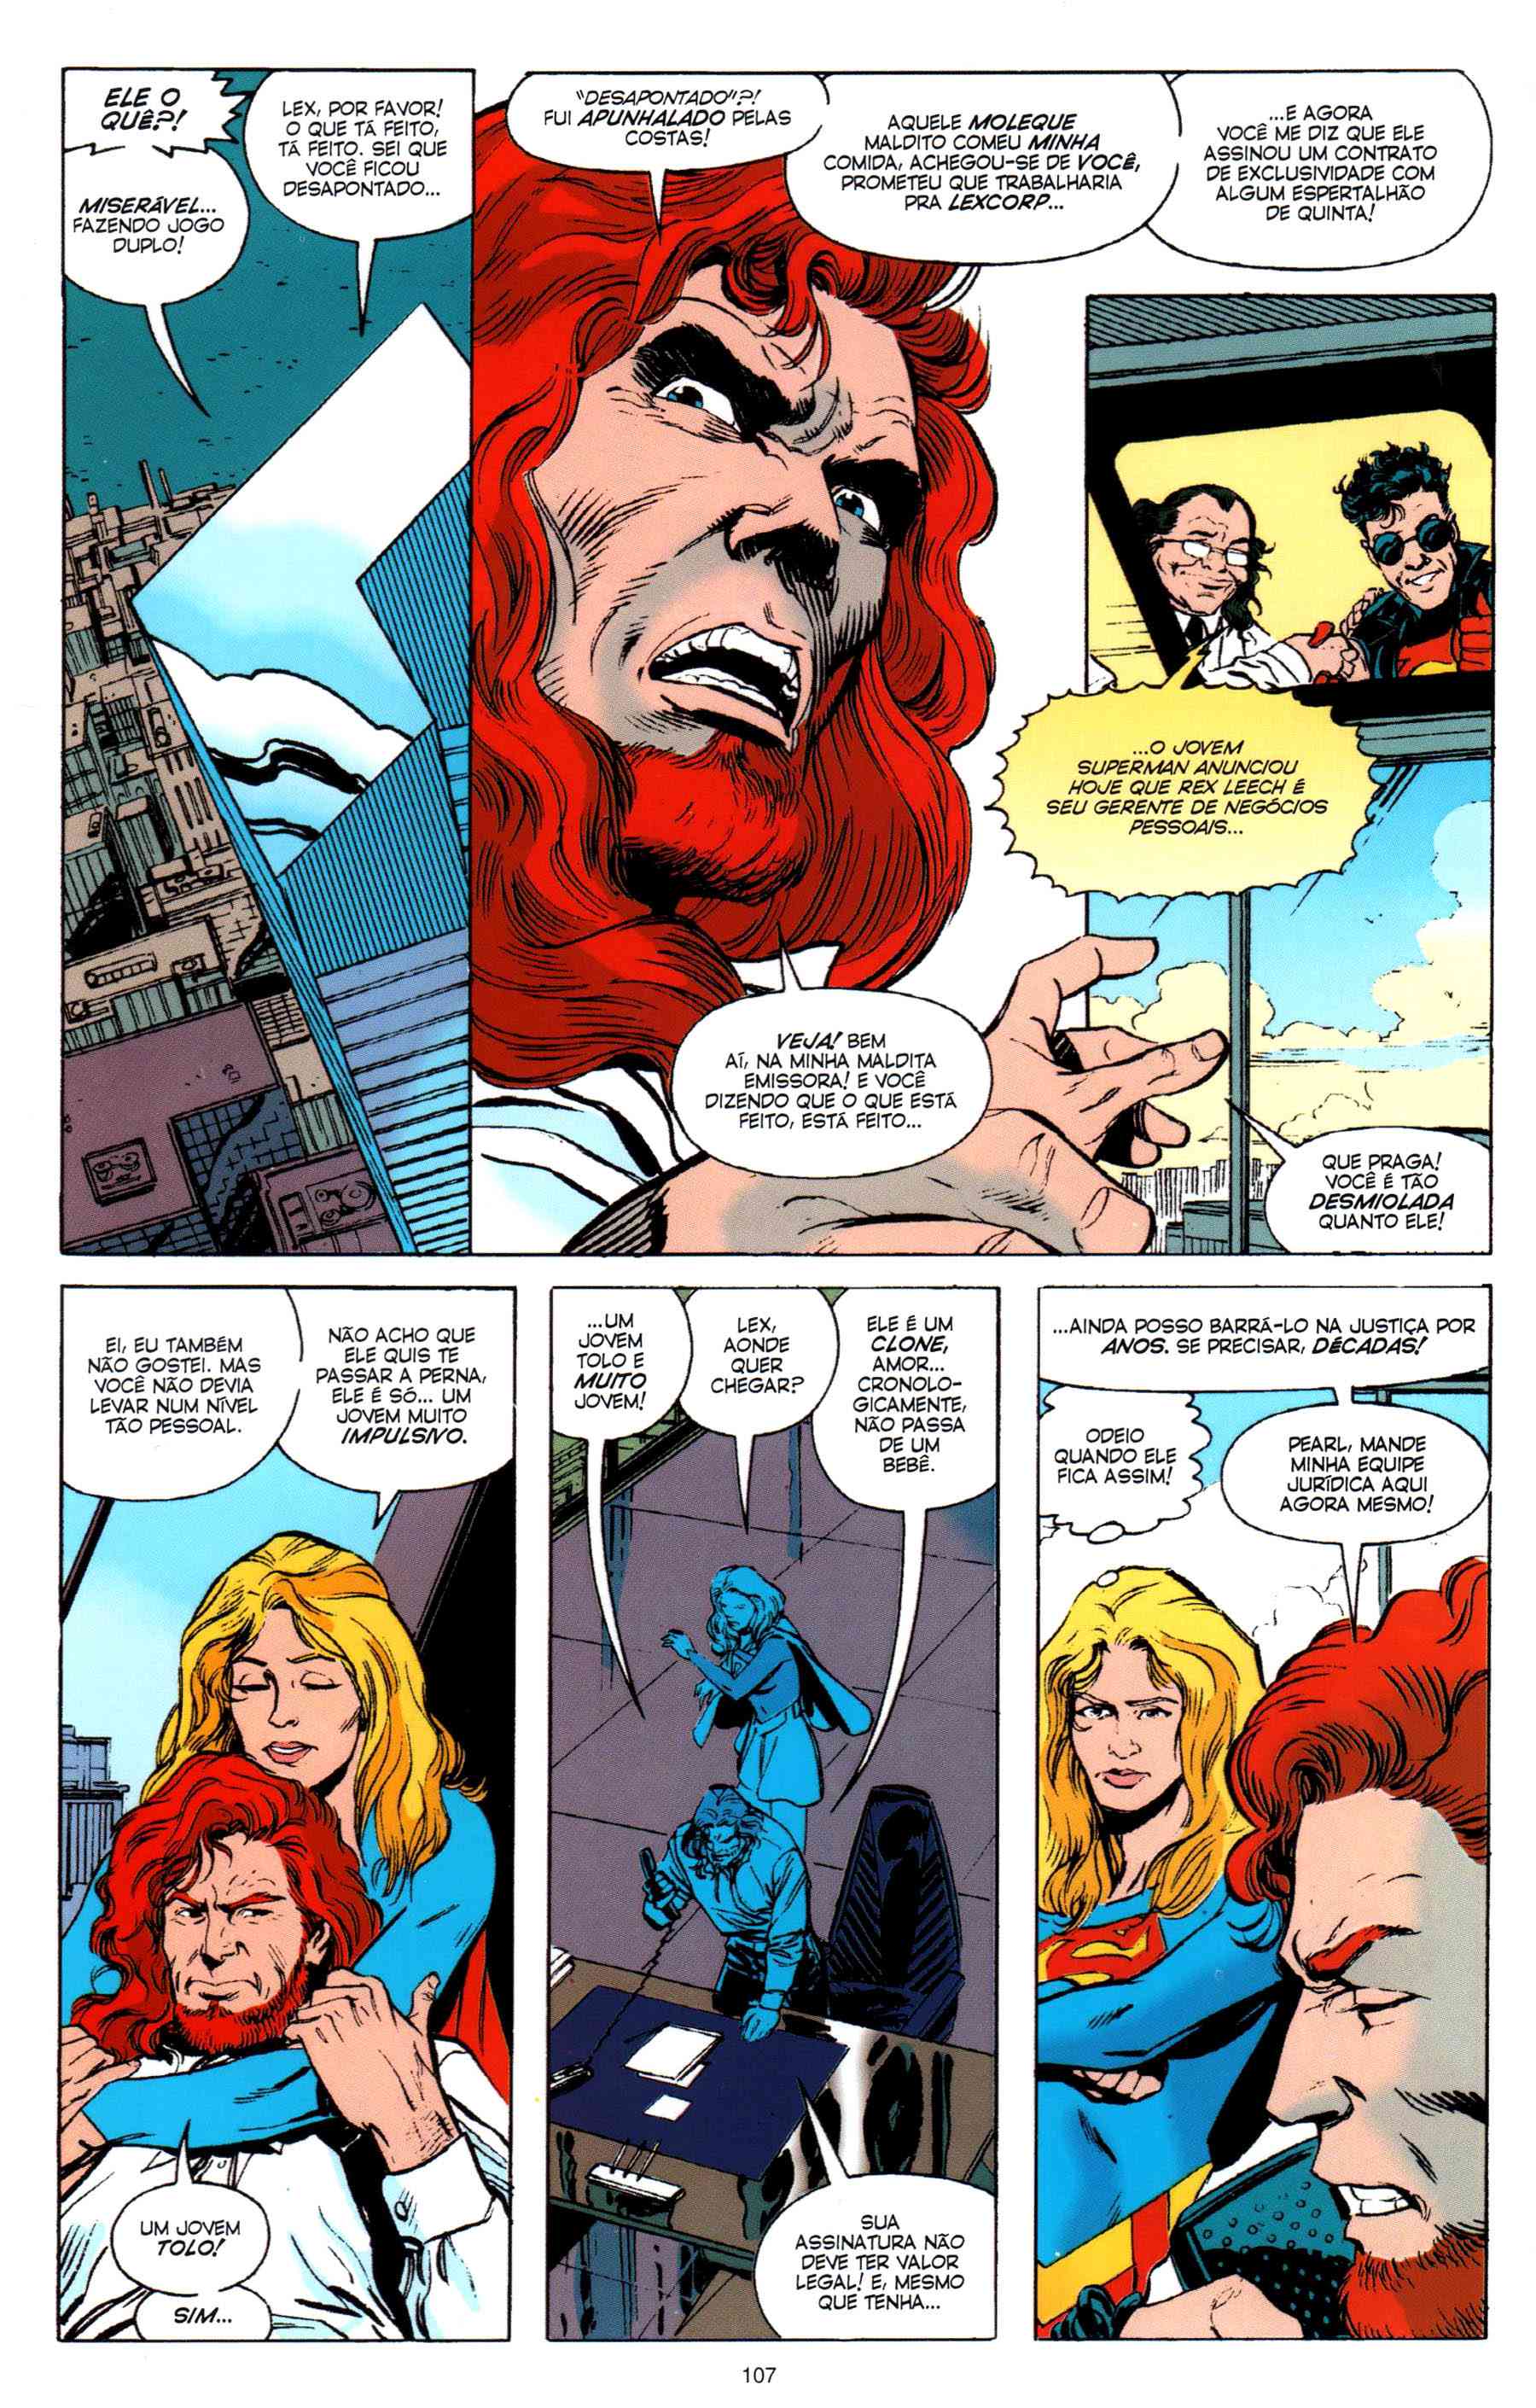 ELE O
QUÊ?!
MISERÁVEL...
FAZENDO JOGO
DUPLO!
LEX, POR FAVOR!
O QUE TÁ FEITO,
TÁ FEITO. SEI QUE
VOCÊ FICOU
DESAPONTADO...
"DESAPONTADO"?!
FUI APUNHALADO PELAS
COSTAS!
AQUELE MOLEQUE
MALDITO COMEU MINHA
COMIDA, ACHEGOU-SE DE VOCÊ,
PROMETEU QUE TRABALHARIA
PRA LEXCORP...
...E AGORA
VOCÊ ME DIZ QUE ELE
ASSINOU UM CONTRATO
DE EXCLUSIVIDADE COM
ALGUM ESPERTALHÃO
DE QUINTA!
...O JOVEM
SUPERMAN ANUNCIOU
HOJE QUE REX LEECH É
SEU GERENTE DE NEGÓCIOS
PESSOAIS...
VEJA! BEM
AÍ, NA MINHA MALDITA
EMISSORA! E VOCÊ
DIZENDO QUE O QUE ESTÁ
FEITO, ESTÁ FEITO...
QUE PRAGA!
VOCÊ É TÃO
DESMIOLADA
QUANTO ELE!
EI, EU TAMBÉM
NÃO GOSTEI. MAS
VOCÊ NÃO DEVIA
LEVAR NUM NÍVEL
TÃO PESSOAL.
NÃO ACHO QUE
ELE QUIS TE
PASSAR A PERNA,
ELE É SÓ... UM
JOVEM MUITO
IMPULSIVO.
UM JOVEM
TOLO!
SIM...
...UM
JOVEM
TOLO E
MUITO
JOVEM!
LEX,
AONDE
QUER
CHEGAR?
ELE É UM
CLONE,
AMOR...
CRONOLO-
GICAMENTE,
NÃO PASSA
DE UM
BEBÊ.
SUA
ASSINATURA NÃO
DEVE TER VALOR
LEGAL! E, MESMO
QUE TENHA...
...AINDA POSSO BARRÁ-LO NA JUSTIÇA POR
ANOS. SE PRECISAR, DÉCADAS!
ODEIO
QUANDO ELE
FICA ASSIM!
PEARL, MANDE
MINHA EQUIPE
JURÍDICA AQUI
AGORA MESMO!
107